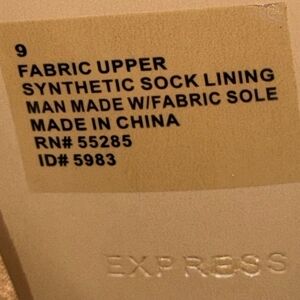 9
FABRIC UPPER
SYNTHETIC SOCK LINING
MAN MADE W/FABRIC SOLE
MADE IN CHINA
RN# 55285
ID# 5983
EXPRESS